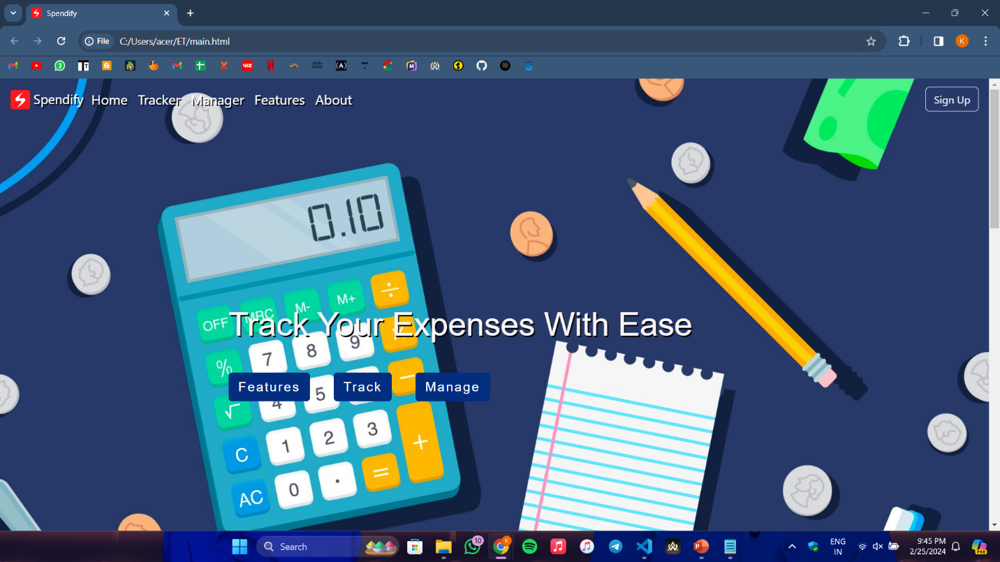 Spendify
File C:/Users/acer/ET/main.html
K
Spendify Home Tracker Manager Features About
Sign Up
0.10
OFF MRC M- M+ ÷
Track Your Expenses With Ease
% 7 8 9
Features Track Manage
√ 4 5 −
C 1 2 3 +
AC 0 . =
Search
10
K
ENG
IN
9:45 PM
2/25/2024
PRE